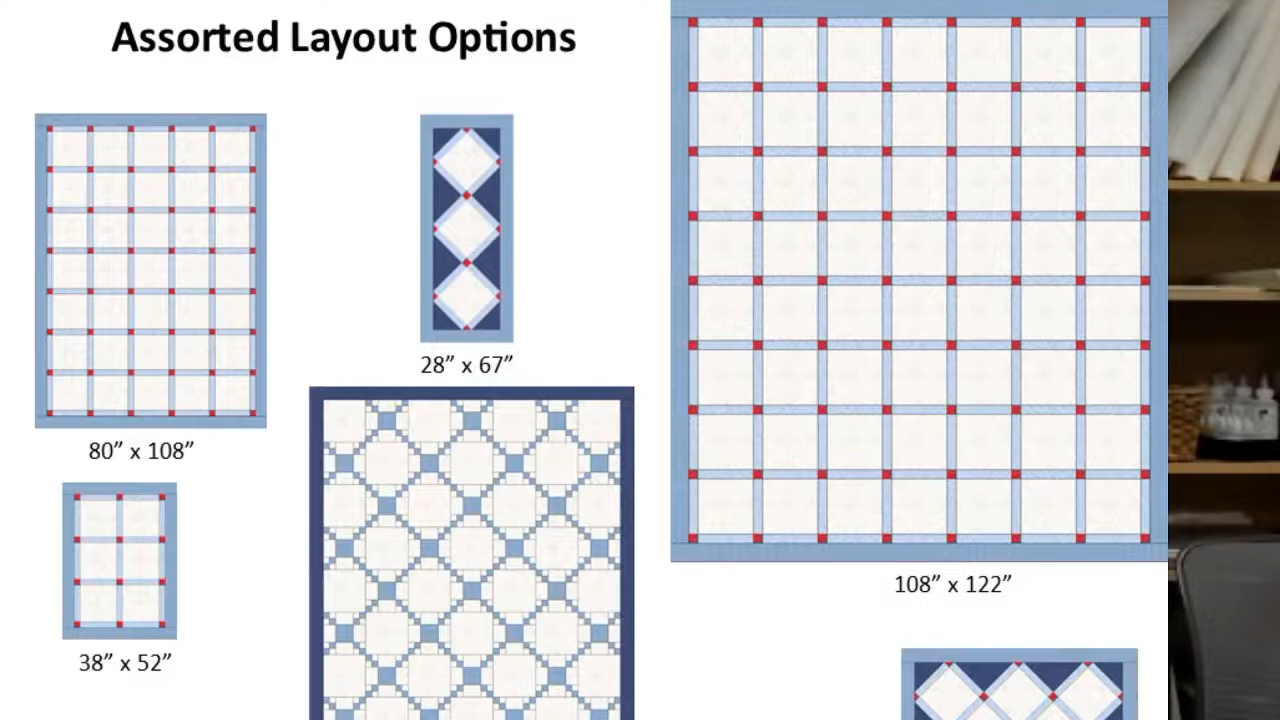 Assorted Layout Options
28” x 67”
80” x 108”
108” x 122”
38” x 52”